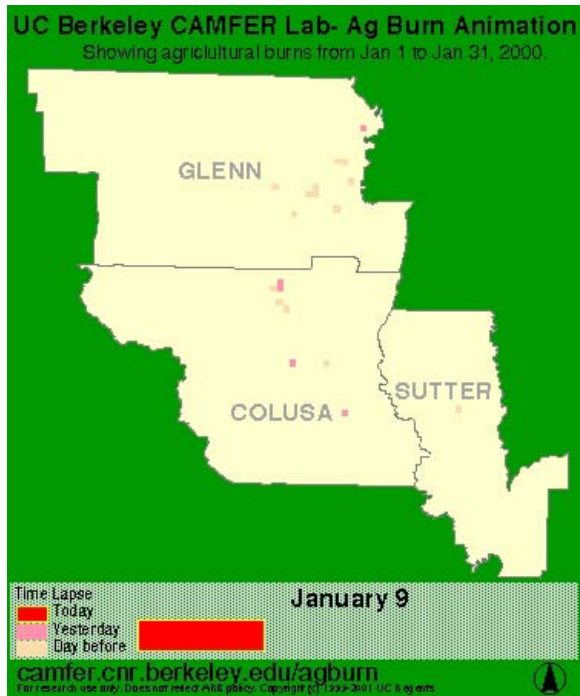 UC Berkeley CAMFER Lab- Ag Burn Animation
Showing agriclultural burns from Jan 1 to Jan 31, 2000.
GLENN
COLUSA
SUTTER
Time Lapse
Today
Yesterday
Day before
January 9
camfer.cnr.berkeley.edu/agburn
For research use only. Does not reflect ARB policy. Copyright (c) 1999-2001 UC Regents